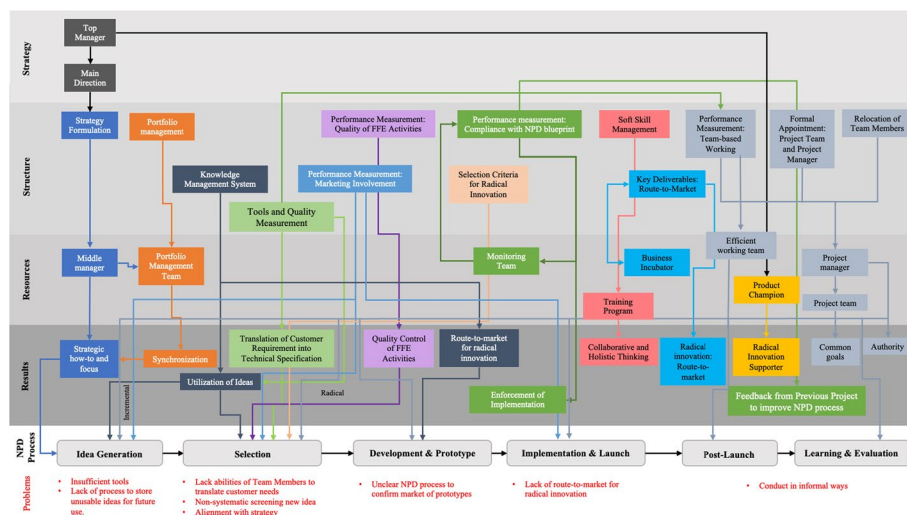 Strategy
Top
Manager
Main
Direction
Structure
Strategy
Formulation
Portfolio
management
Performance Measurement:
Quality of FFE Activities
Performance measurement:
Compliance with NPD blueprint
Soft Skill
Management
Performance
Measurement:
Team-based
Working
Formal
Appointment:
Project Team
and Project
Manager
Relocation of
Team Members
Knowledge
Management System
Performance Measurement:
Marketing Involvement
Selection Criteria
for Radical
Innovation
Key Deliverables:
Route-to-Market
Tools and Quality
Measurement
Resources
Middle
manager
Portfolio
Management
Team
Monitoring
Team
Business
Incubator
Efficient
working team
Project
manager
Training
Program
Product
Champion
Project team
Results
Strategic
how-to and
focus
Synchronization
Translation of Customer
Requirement into
Technical Specification
Quality Control
of FFE
Activities
Route-to-market
for radical
innovation
Collaborative and
Holistic Thinking
Radical
innovation:
Route-to-
market
Radical
Innovation
Supporter
Common
goals
Authority
Utilization of Ideas
Incremental
Radical
Enforcement of
Implementation
Feedback from Previous Project
to improve NPD process
NPD
Process
Idea Generation
Selection
Development & Prototype
Implementation & Launch
Post-Launch
Learning & Evaluation
Problems
• Insufficient tools
• Lack of process to store
unusable ideas for future
use.
• Lack abilities of Team Members to
translate customer needs
• Non-systematic screening new idea
• Alignment with strategy
• Unclear NPD process to
confirm market of prototypes
• Lack of route-to-market for
radical innovation
• Conduct in informal ways